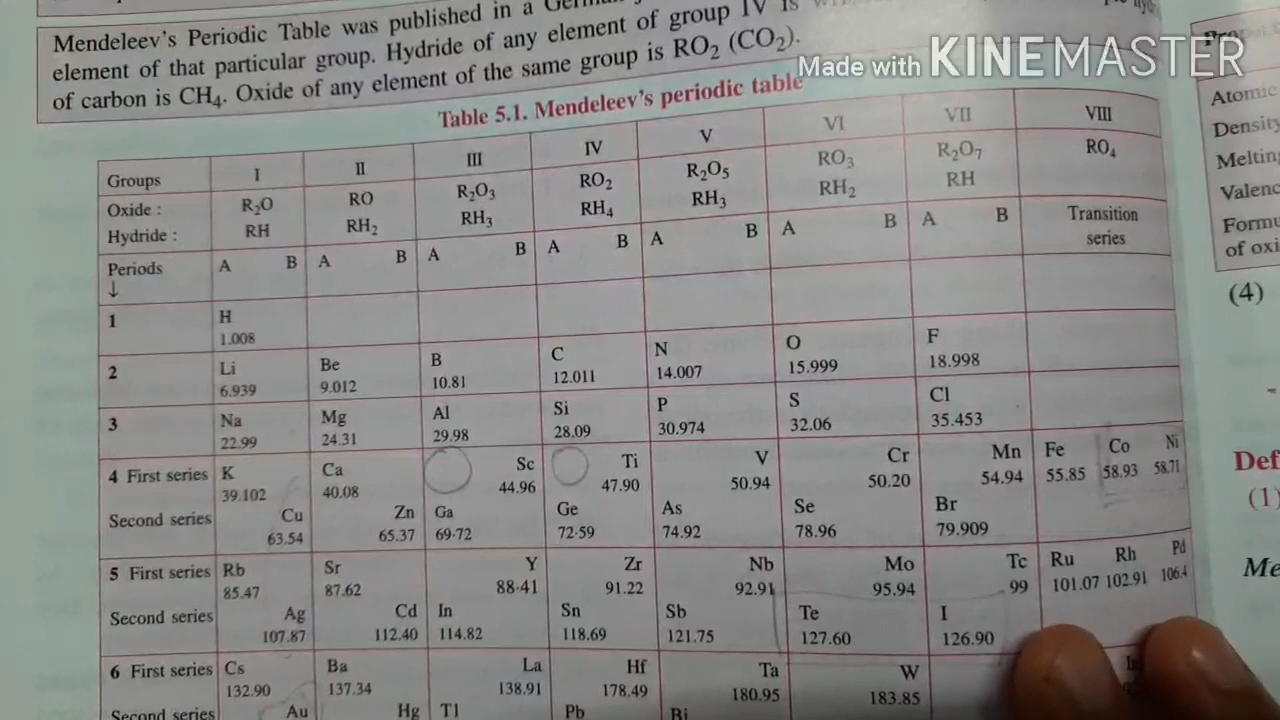 Mendeleev's Periodic Table was published in a
element of that particular group. Hydride of any element of group IV is
of carbon is CH₄. Oxide of any element of the same group is RO₂ (CO₂).
Made with KINEMASTER
Table 5.1. Mendeleev's periodic table
Groups I II III IV V VI VII VIII
Oxide : R₂O RO R₂O₃ RO₂ R₂O₅ RO₃ R₂O₇ RO₄
Hydride : RH RH₂ RH₃ RH₄ RH₃ RH₂ RH
Periods A B A B A B A B A B A B A B Transition series
↓
1 H
1.008
2 Li Be B C N O F
6.939 9.012 10.81 12.011 14.007 15.999 18.998
3 Na Mg Al Si P S Cl
22.99 24.31 29.98 28.09 30.974 32.06 35.453
4 First series K Ca Sc Ti V Cr Mn Fe Co Ni
39.102 40.08 44.96 47.90 50.94 50.20 54.94 55.85 58.93 58.71
Second series Cu Zn Ga Ge As Se Br
63.54 65.37 69·72 72·59 74.92 78.96 79.909
5 First series Rb Sr Y Zr Nb Mo Tc Ru Rh Pd
85.47 87.62 88·41 91.22 92.91 95.94 99 101.07 102.91 106.4
Second series Ag Cd In Sn Sb Te I
107.87 112.40 114.82 118.69 121.75 127.60 126.90
6 First series Cs Ba La Hf Ta W
132.90 137.34 138.91 178.49 180.95 183.85
Second series Au Hg Tl Pb Bi
Atomic
Density
Melting
Valenc
Formu
of oxi
(4)
Def
(1)
Me